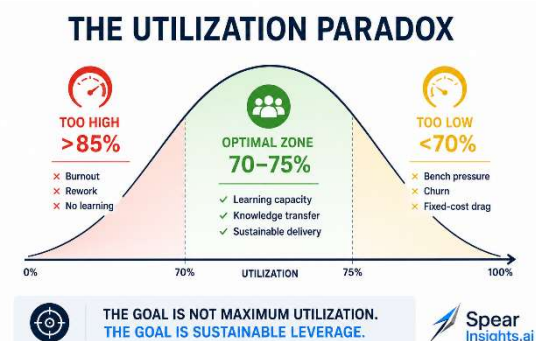 THE UTILIZATION PARADOX
TOO HIGH
>85%
× Burnout
× Rework
× No learning
OPTIMAL ZONE
70–75%
✓ Learning capacity
✓ Knowledge transfer
✓ Sustainable delivery
TOO LOW
<70%
× Bench pressure
× Churn
× Fixed-cost drag
0%
70%
UTILIZATION
75%
100%
THE GOAL IS NOT MAXIMUM UTILIZATION.
THE GOAL IS SUSTAINABLE LEVERAGE.
Spear
Insights.ai